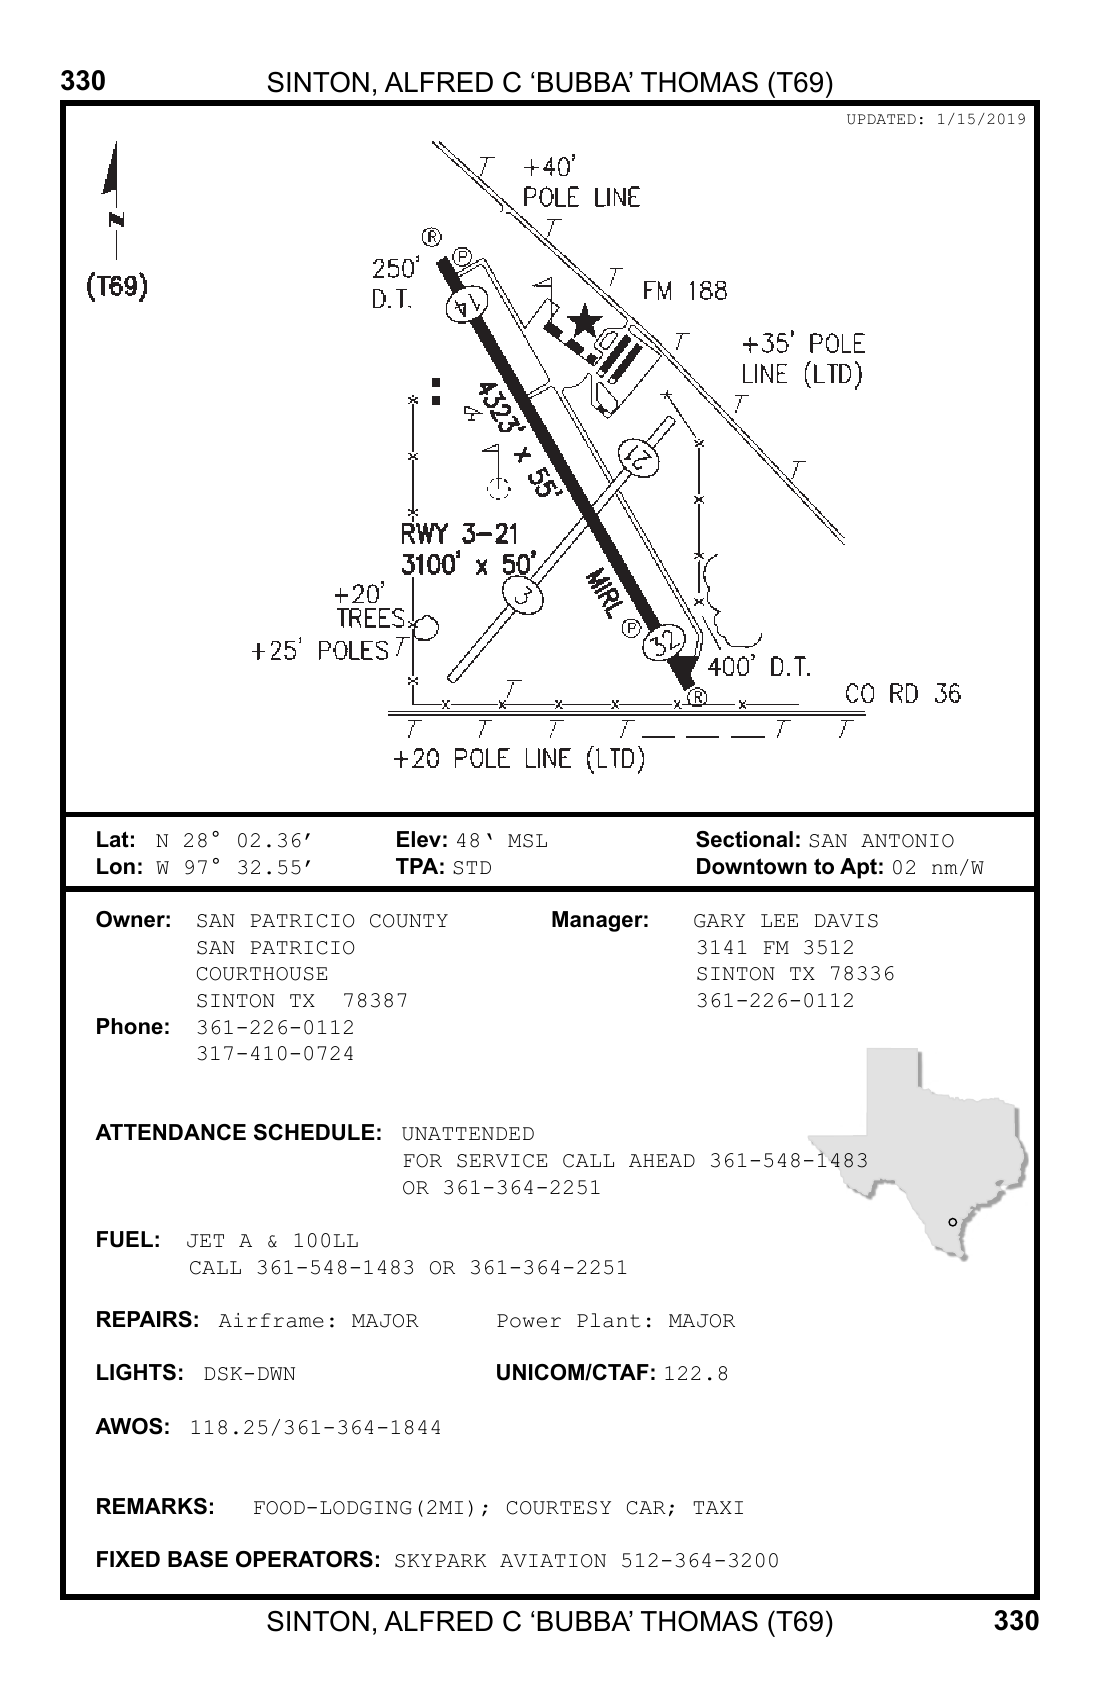 330
SINTON, ALFRED C ‘BUBBA’ THOMAS (T69)
UPDATED: 1/15/2019
+40'
POLE LINE
N
(T69)
R
P
250'
D.T.
14
FM 188
+35' POLE
LINE (LTD)
4323' x 55'
21
RWY 3-21
3100' x 50'
3
MIRL
+20'
TREES
+25' POLES
P
32
400' D.T.
R
CO RD 36
+20 POLE LINE (LTD)
Lat: N 28° 02.36′ Elev: 48‘ MSL Sectional: SAN ANTONIO
Lon: W 97° 32.55′ TPA: STD Downtown to Apt: 02 nm/W
Owner: SAN PATRICIO COUNTY Manager: GARY LEE DAVIS
SAN PATRICIO 3141 FM 3512
COURTHOUSE SINTON TX 78336
SINTON TX 78387 361-226-0112
Phone: 361-226-0112
317-410-0724
ATTENDANCE SCHEDULE: UNATTENDED
FOR SERVICE CALL AHEAD 361-548-1483
OR 361-364-2251
FUEL: JET A & 100LL
CALL 361-548-1483 OR 361-364-2251
REPAIRS: Airframe: MAJOR Power Plant: MAJOR
LIGHTS: DSK-DWN UNICOM/CTAF: 122.8
AWOS: 118.25/361-364-1844
REMARKS: FOOD-LODGING(2MI); COURTESY CAR; TAXI
FIXED BASE OPERATORS: SKYPARK AVIATION 512-364-3200
SINTON, ALFRED C ‘BUBBA’ THOMAS (T69)
330